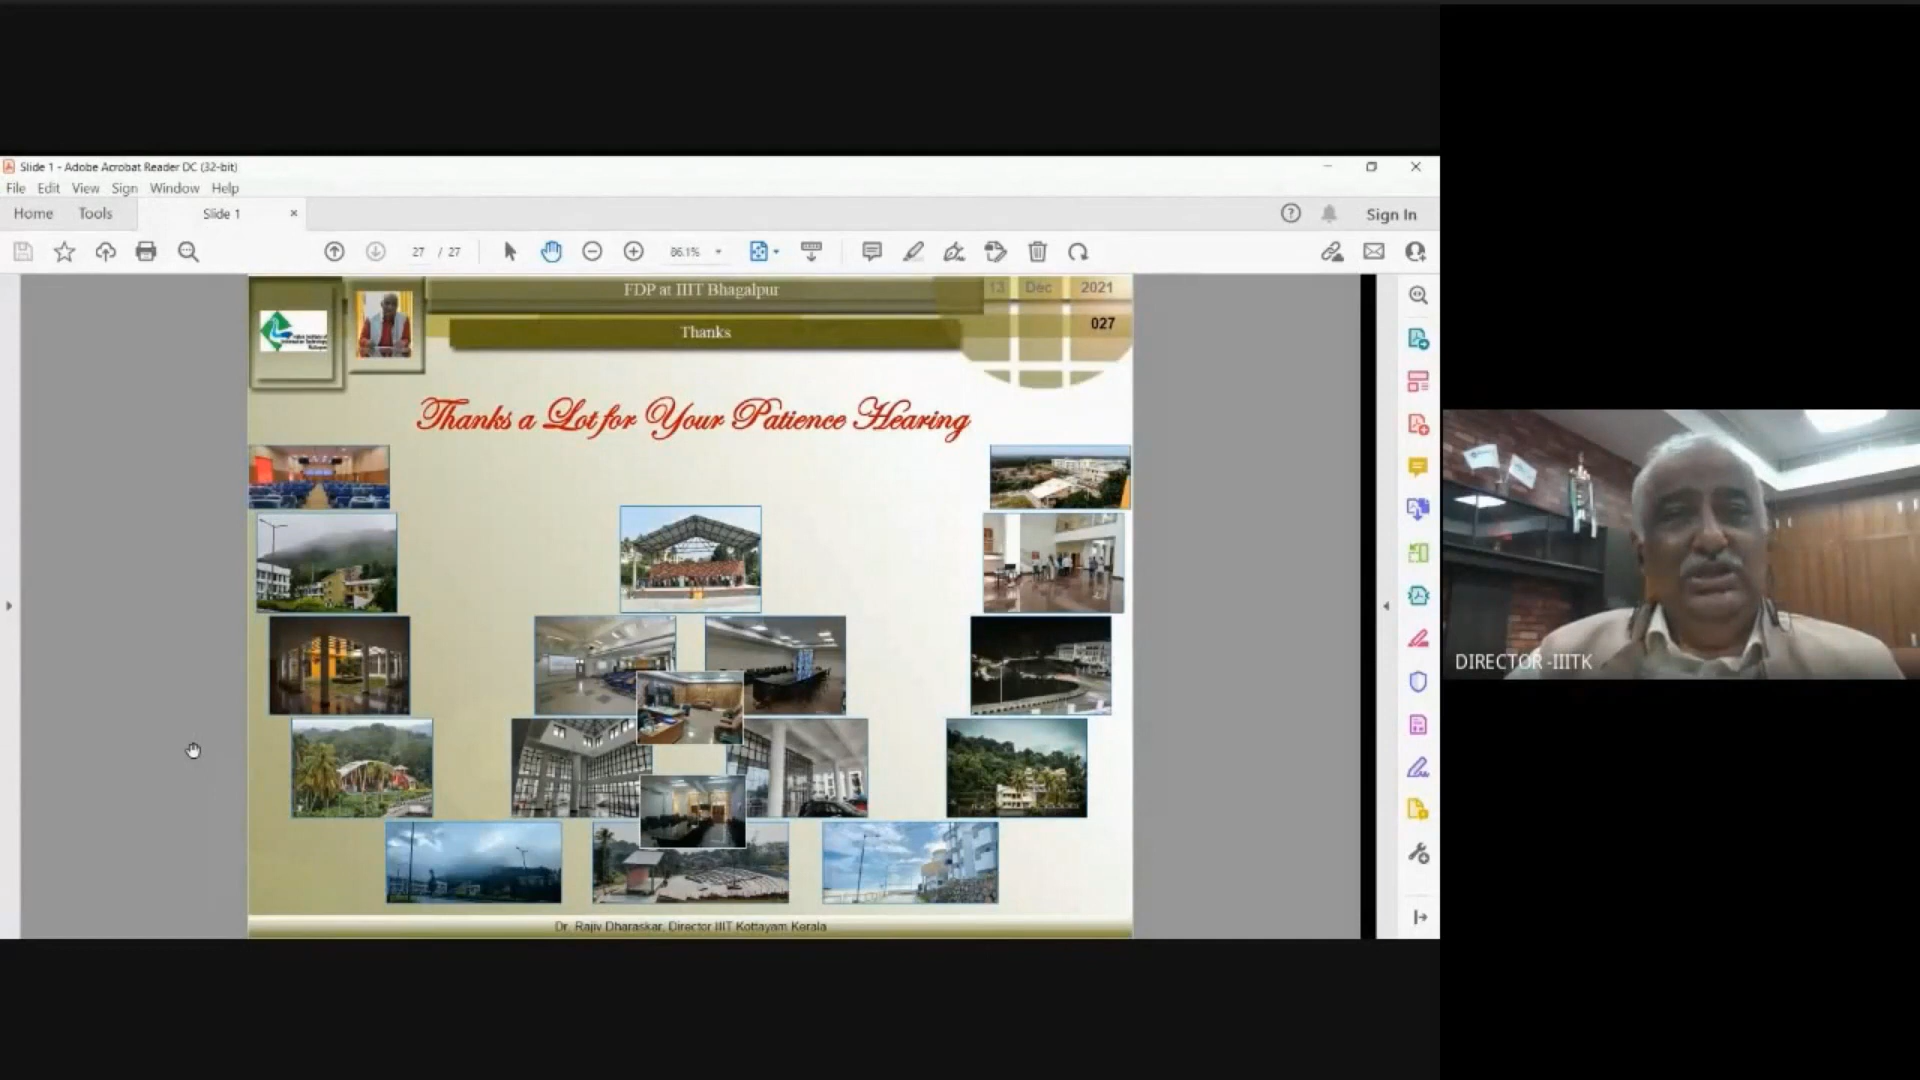 Slide 1 - Adobe Acrobat Reader DC (32-bit)
File Edit View Sign Window Help
Home Tools Slide 1 Sign In
27 / 27 86.1%
FDP at IIIT Bhagalpur 13 Dec 2021
Thanks 027
Thanks a Lot for Your Patience Hearing
DIRECTOR -IIITK
Dr. Rajiv Dharaskar, Director IIIT Kottayam Kerala